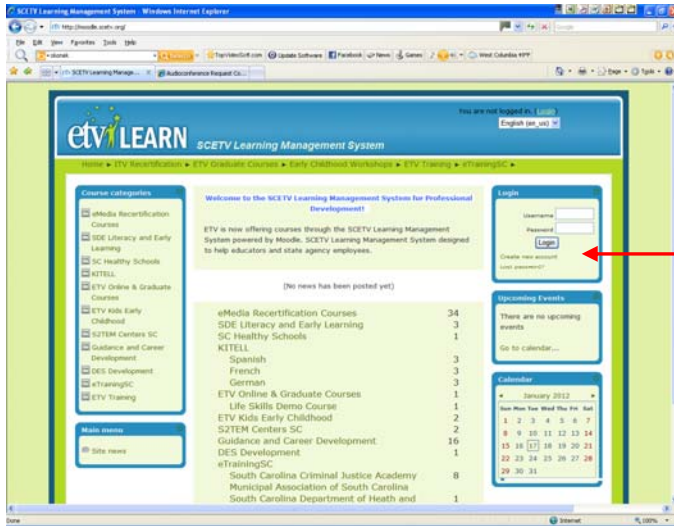 SCETV Learning Management System - Windows Internet Explorer
http://moodle.scetv.org/
File Edit View Favorites Tools Help
TopVideoSoft.com Update Software Facebook News Games West Columbia
SCETV Learning Manage... Audioconference Request Co...
Page Tools
You are not logged in. (Login)
English (en_us)
etv LEARN
SCETV Learning Management System
Home ► ITV Recertification ► ETV Graduate Courses ► Early Childhood Workshops ► ETV Training ► eTrainingSC ►
Course categories
eMedia Recertification
Courses
SDE Literacy and Early
Learning
SC Healthy Schools
KITELL
ETV Online & Graduate
Courses
ETV Kids Early
Childhood
S2TEM Centers SC
Guidance and Career
Development
DES Development
eTrainingSC
ETV Training
Main menu
Site news
Welcome to the SCETV Learning Management System for Professional
Development!
ETV is now offering courses through the SCETV Learning Management
System powered by Moodle. SCETV Learning Management System designed
to help educators and state agency employees.
(No news has been posted yet)
eMedia Recertification Courses 34
SDE Literacy and Early Learning 3
SC Healthy Schools 1
KITELL
Spanish 3
French 3
German 3
ETV Online & Graduate Courses 1
Life Skills Demo Course 1
ETV Kids Early Childhood 2
S2TEM Centers SC 2
Guidance and Career Development 16
DES Development 1
eTrainingSC
South Carolina Criminal Justice Academy 8
Municipal Association of South Carolina
South Carolina Department of Heath and 1
Login
Username
Password
Login
Create new account
Lost password?
Upcoming Events
There are no upcoming
events
Go to calendar...
Calendar
◄ January 2012 ►
Sun Mon Tue Wed Thu Fri Sat
1 2 3 4 5 6 7
8 9 10 11 12 13 14
15 16 17 18 19 20 21
22 23 24 25 26 27 28
29 30 31
Done
Internet
100%